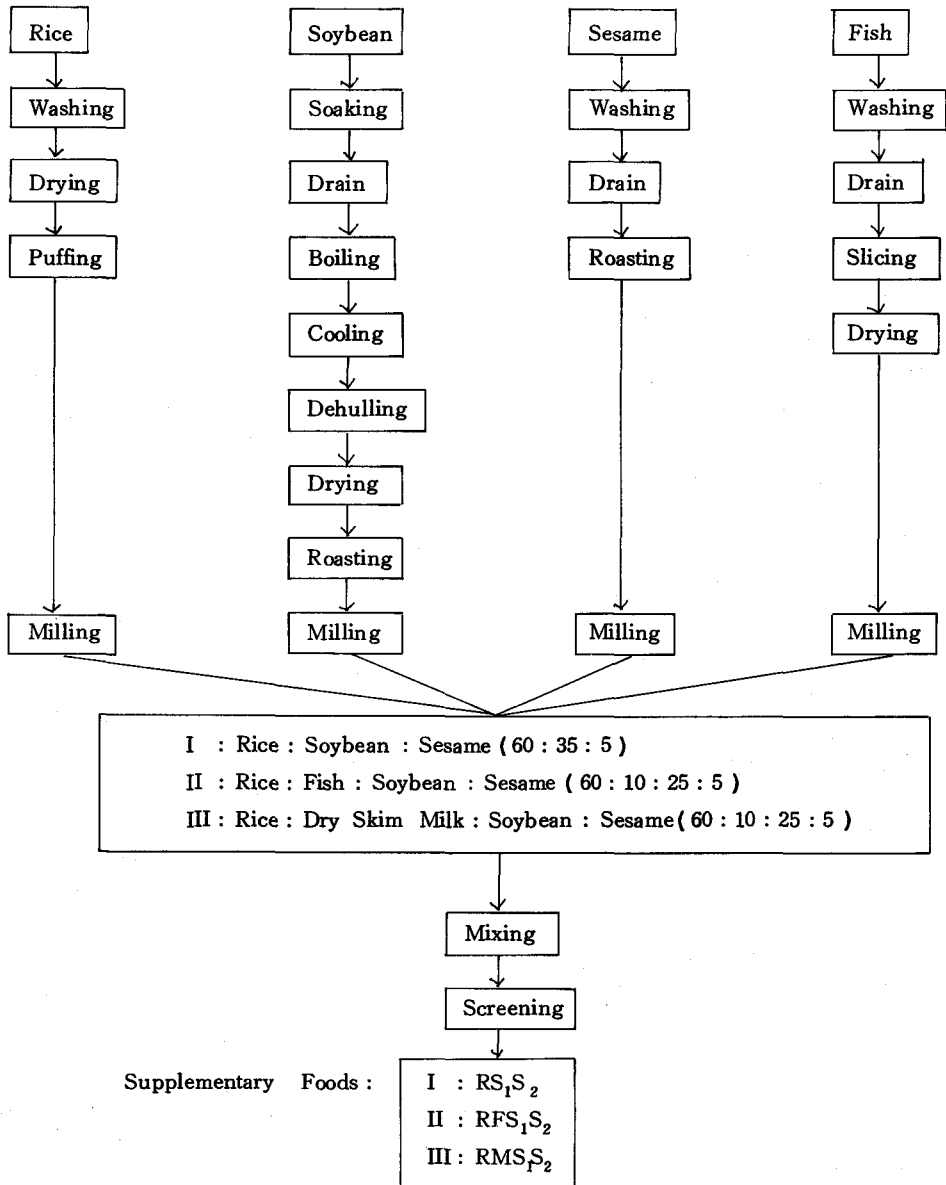 Rice Soybean Sesame Fish
Washing Soaking Washing Washing
Drying Drain Drain Drain
Puffing Boiling Roasting Slicing
Cooling Drying
Dehulling
Drying
Roasting
Milling Milling Milling Milling
I : Rice : Soybean : Sesame ( 60 : 35 : 5 )
II : Rice : Fish : Soybean : Sesame ( 60 : 10 : 25 : 5 )
III : Rice : Dry Skim Milk : Soybean : Sesame ( 60 : 10 : 25 : 5 )
Mixing
Screening
Supplementary Foods : I : RS₁S₂
II : RFS₁S₂
III : RMS₁S₂